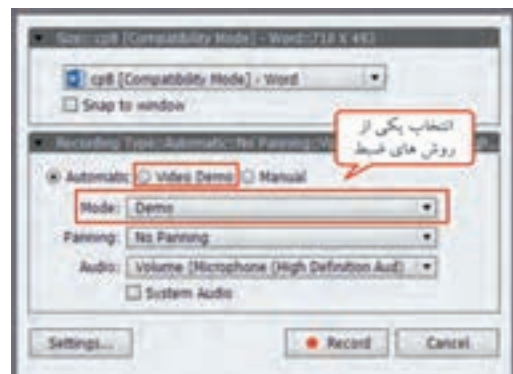 Size: cp8 [Compatibility Mode] - Word:
cp8 [Compatibility Mode] - Word
Snap to window
Recording Type: Automatic: No Panning:
انتخاب یکی از
روش های ضبط
Automatic Video Demo Manual
Mode: Demo
Panning: No Panning
Audio: Volume (Microphone (High Definition Aud)
System Audio
Settings... Record Cancel